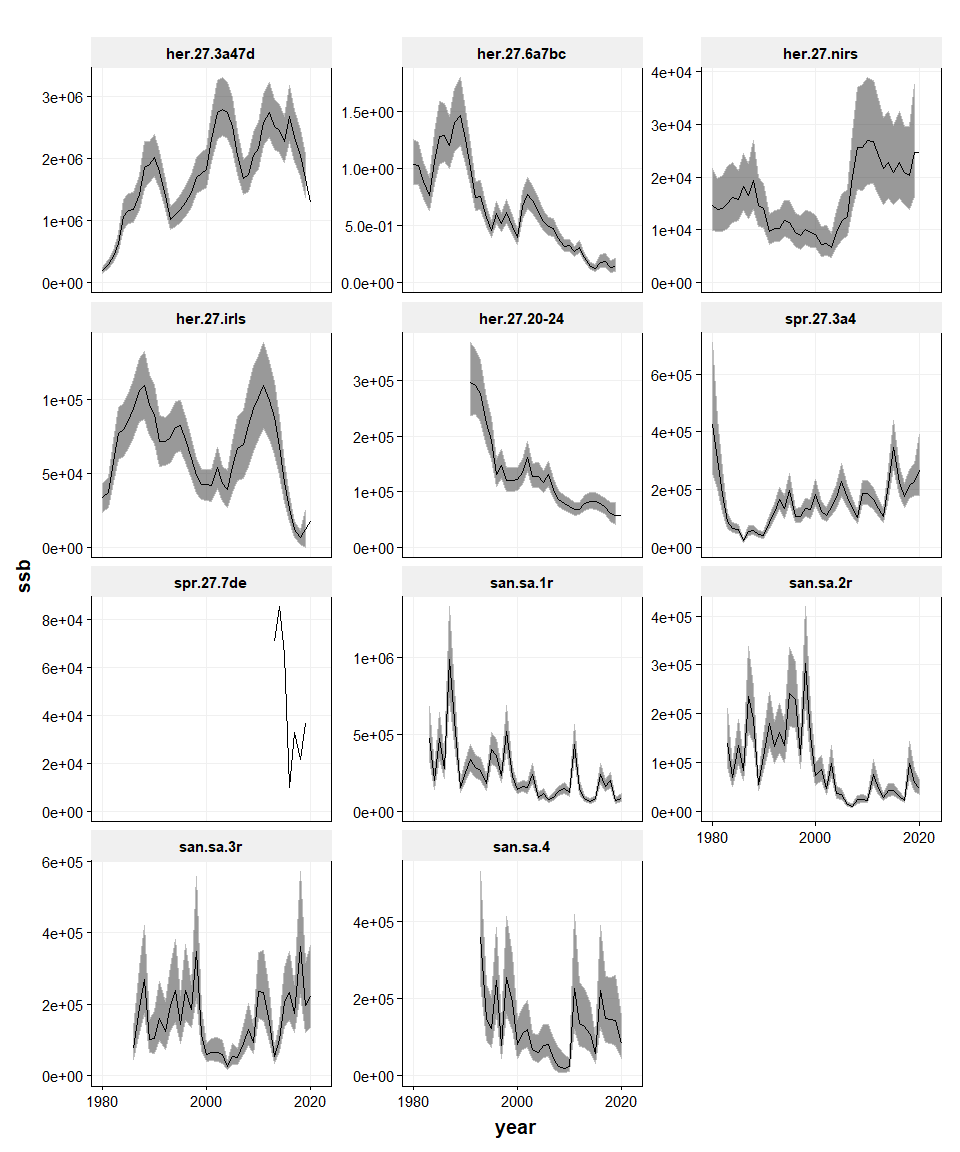 her.27.3a47d
her.27.6a7bc
her.27.nirs
3e+06
2e+06
1e+06
0e+00
1.5e+00
1.0e+00
5.0e-01
0.0e+00
4e+04
3e+04
2e+04
1e+04
0e+00
her.27.irls
her.27.20-24
spr.27.3a4
1e+05
5e+04
0e+00
3e+05
2e+05
1e+05
0e+00
6e+05
4e+05
2e+05
0e+00
ssb
spr.27.7de
san.sa.1r
san.sa.2r
8e+04
6e+04
4e+04
2e+04
0e+00
1e+06
5e+05
0e+00
4e+05
3e+05
2e+05
1e+05
0e+00
1980
2000
2020
san.sa.3r
san.sa.4
6e+05
4e+05
2e+05
0e+00
4e+05
2e+05
0e+00
1980
2000
2020
1980
2000
2020
year